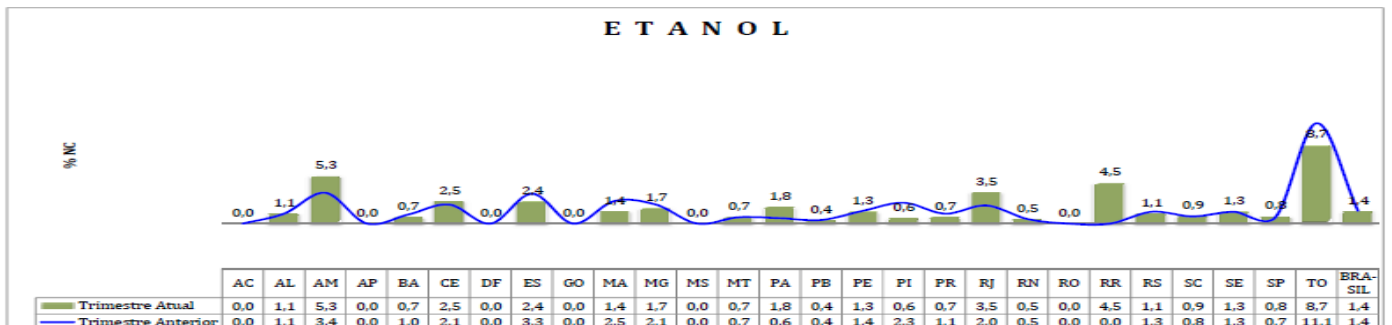 E T A N O L
% NC
0,0 1,1 5,3 0,0 0,7 2,5 0,0 2,4 0,0 1,4 1,7 0,0 0,7 1,8 0,4 1,3 0,6 0,7 3,5 0,5 0,0 4,5 1,1 0,9 1,3 0,8 8,7 1,4
AC AL AM AP BA CE DF ES GO MA MG MS MT PA PB PE PI PR RJ RN RO RR RS SC SE SP TO BRA-
SIL
Trimestre Atual 0,0 1,1 5,3 0,0 0,7 2,5 0,0 2,4 0,0 1,4 1,7 0,0 0,7 1,8 0,4 1,3 0,6 0,7 3,5 0,5 0,0 4,5 1,1 0,9 1,3 0,8 8,7 1,4
Trimestre Anterior 0,0 1,1 3,4 0,0 1,0 2,1 0,0 3,3 0,0 2,5 2,1 0,0 0,7 0,6 0,4 1,4 2,3 1,1 2,0 0,5 0,0 0,0 1,3 0,8 1,3 0,7 11,1 1,4